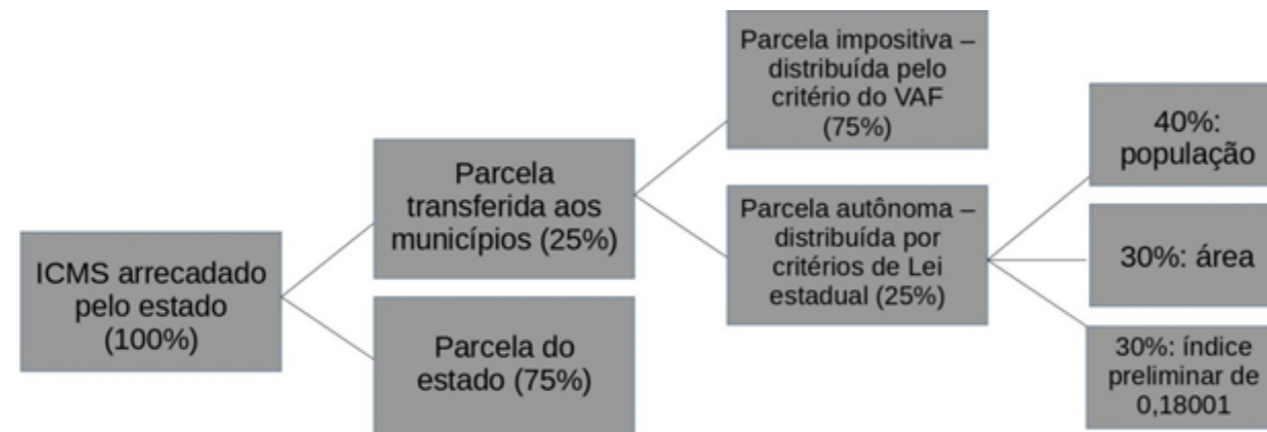 ICMS arrecadado
pelo estado
(100%)
Parcela
transferida aos
municípios (25%)
Parcela do
estado (75%)
Parcela impositiva –
distribuída pelo
critério do VAF
(75%)
Parcela autônoma –
distribuída por
critérios de Lei
estadual (25%)
40%:
população
30%: área
30%: índice
preliminar de
0,18001